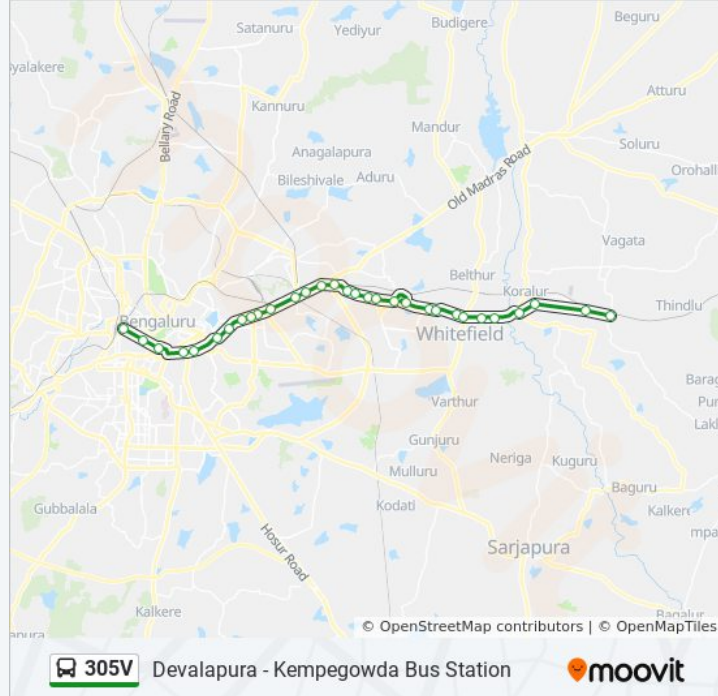 Budigere
Beguru
Satanuru
Yediyur
yalakere
Atturu
Kannuru
Bellary Road
Mandur
Soluru
Anagalapura
Orohall
Bileshivale
Aduru
Old Madras Road
Vagata
Belthur
Koralur
Thindlu
Bengaluru
Whitefield
Barag
Pur
Varthur
Lakl
Gunjuru
Neriga
Kuguru
Mulluru
Baguru
Kodati
Kalkere
Gubbalala
mpa
Hosur Road
Sarjapura
Kalkere
Bagalur
apura
© OpenStreetMap contributors | © OpenMapTiles
305V Devalapura - Kempegowda Bus Station moovit